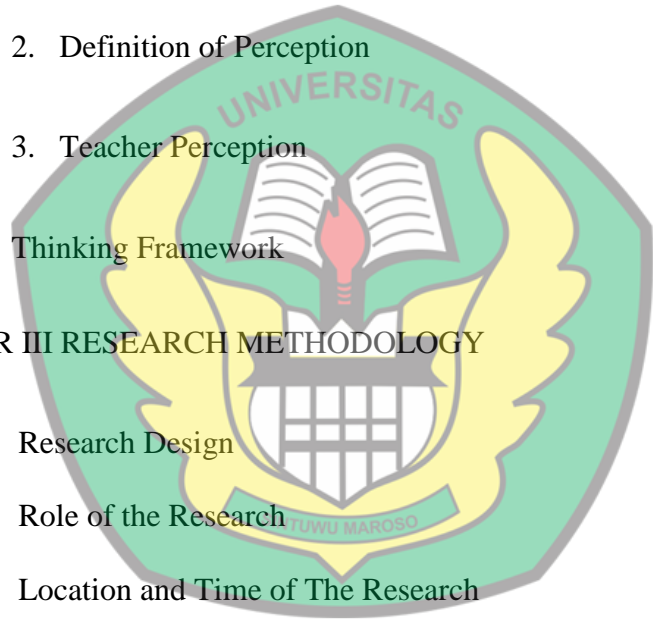 2. Definition of Perception
UNIVERSITAS
3. Teacher Perception
Thinking Framework
R III RESEARCH METHODOLOGY
Research Design
Role of the Research
TUWU MAROSO
Location and Time of The Research